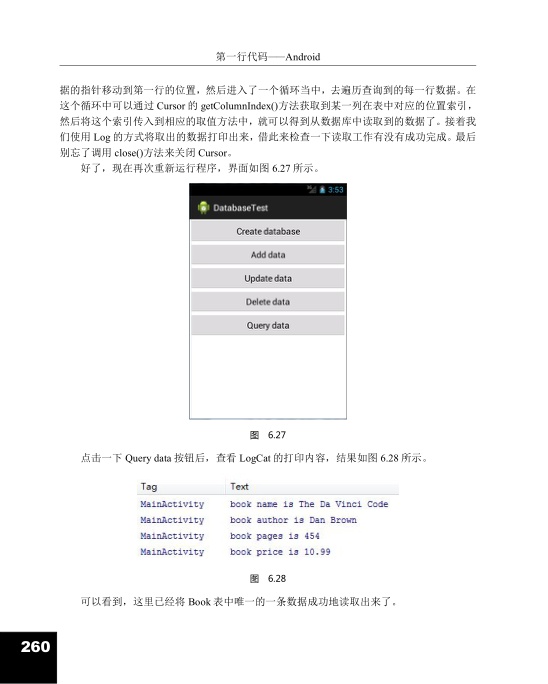 第一行代码——Android
据的指针移动到第一行的位置，然后进入了一个循环当中，去遍历查询到的每一行数据。在
这个循环中可以通过 Cursor 的 getColumnIndex()方法获取到某一列在表中对应的位置索引，
然后将这个索引传入到相应的取值方法中，就可以得到从数据库中读取到的数据了。接着我
们使用 Log 的方式将取出的数据打印出来，借此来检查一下读取工作有没有成功完成。最后
别忘了调用 close()方法来关闭 Cursor。
好了，现在再次重新运行程序，界面如图 6.27 所示。
3:53
DatabaseTest
Create database
Add data
Update data
Delete data
Query data
图 6.27
点击一下 Query data 按钮后，查看 LogCat 的打印内容，结果如图 6.28 所示。
Tag Text
MainActivity book name is The Da Vinci Code
MainActivity book author is Dan Brown
MainActivity book pages is 454
MainActivity book price is 10.99
图 6.28
可以看到，这里已经将 Book 表中唯一的一条数据成功地读取出来了。
260